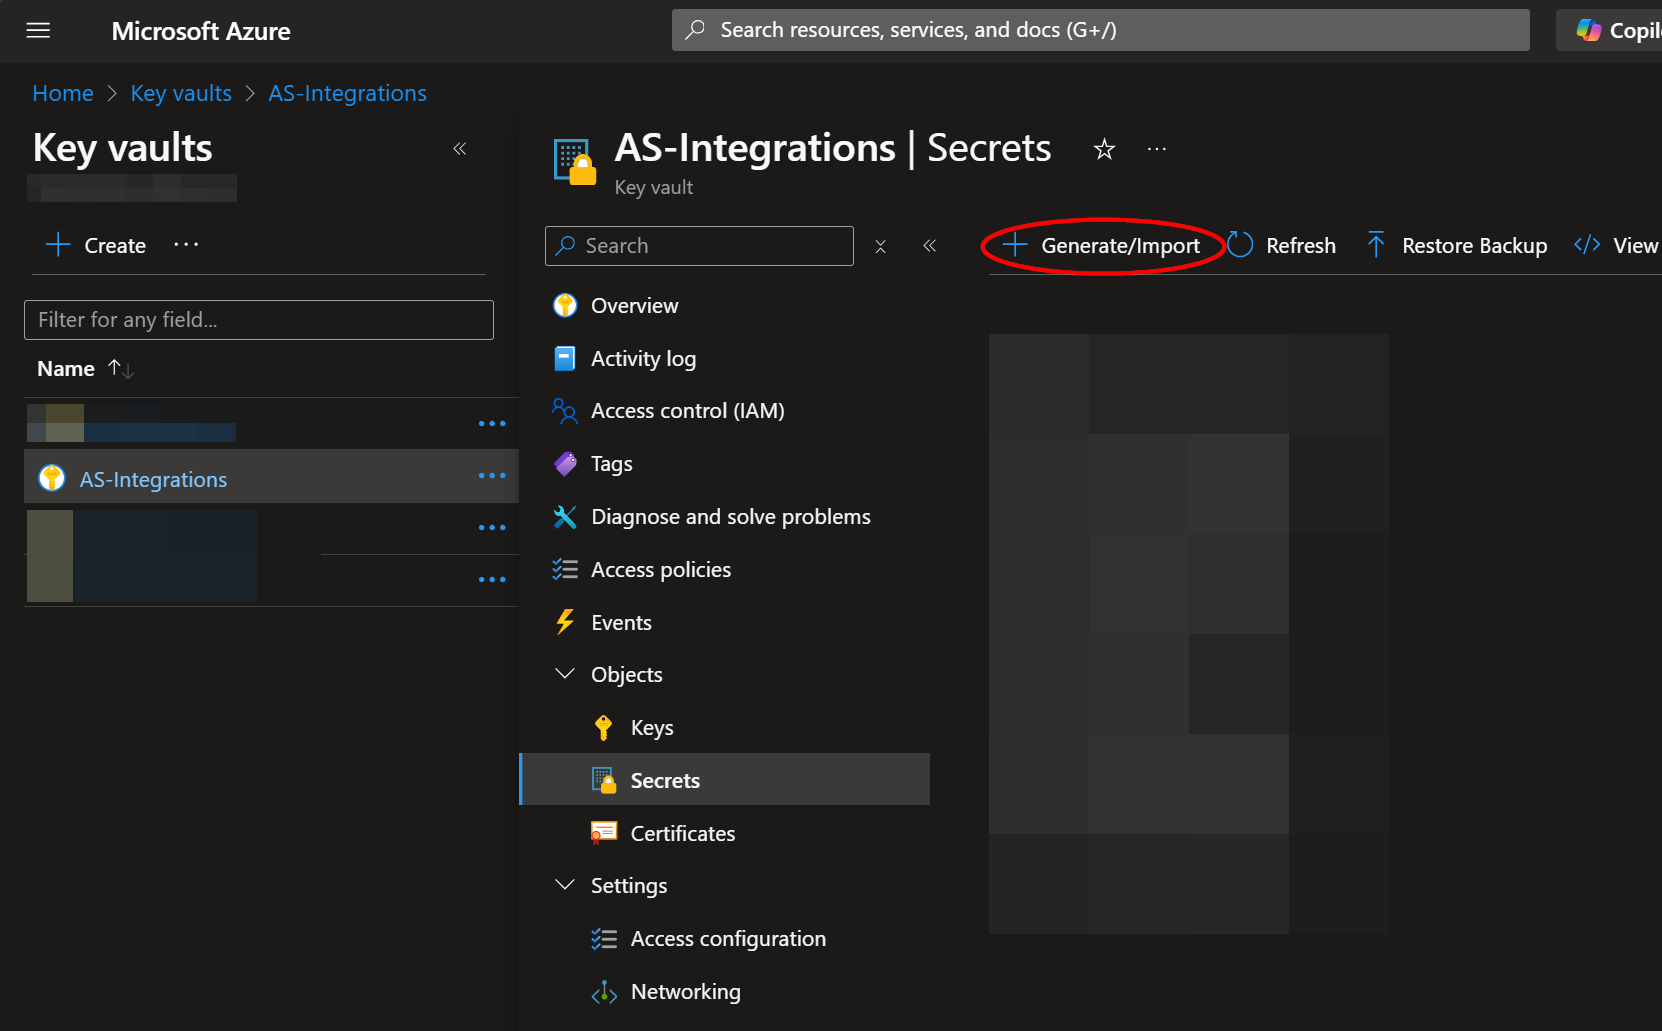 Microsoft Azure
Search resources, services, and docs (G+/)
Home > Key vaults > AS-Integrations
Key vaults
AS-Integrations | Secrets
Key vault
Create
Search
Generate/Import
Refresh
Restore Backup
View
Filter for any field...
Name
AS-Integrations
Overview
Activity log
Access control (IAM)
Tags
Diagnose and solve problems
Access policies
Events
Objects
Keys
Secrets
Certificates
Settings
Access configuration
Networking